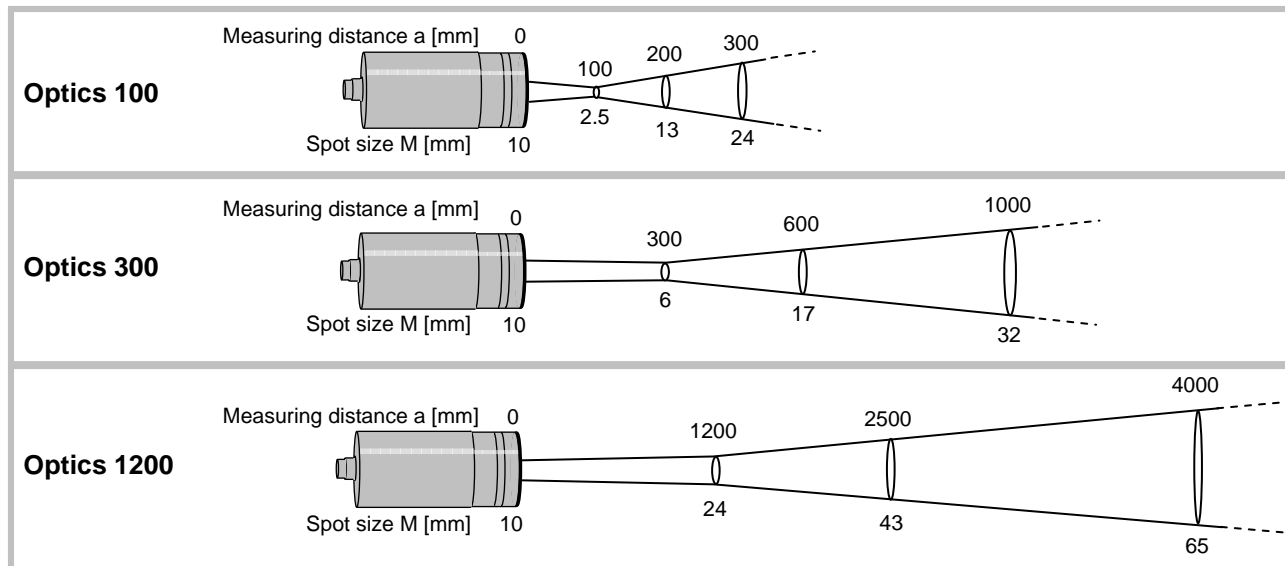 Optics 100
Measuring distance a [mm] 0 100 200 300
Spot size M [mm] 10 2.5 13 24
Optics 300
Measuring distance a [mm] 0 300 600 1000
Spot size M [mm] 10 6 17 32
Optics 1200
Measuring distance a [mm] 0 1200 2500 4000
Spot size M [mm] 10 24 43 65